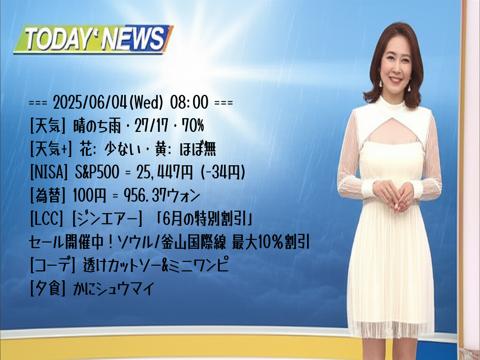 TODAY'S NEWS
=== 2025/06/04(Wed) 08:00 ===
[天気] 晴のち雨・27/17・70%
[天気+] 花: 少ない・黄: ほぼ無
[NISA] S&P500 = 25,447円 (-34円)
[為替] 100円 = 956.37ウォン
[LCC] [ジンエアー] 「6月の特別割引」
セール開催中！ソウル/釜山国際線 最大10%割引
[コーデ] 透けカットソー&ミニワンピ
[夕食] かにシュウマイ